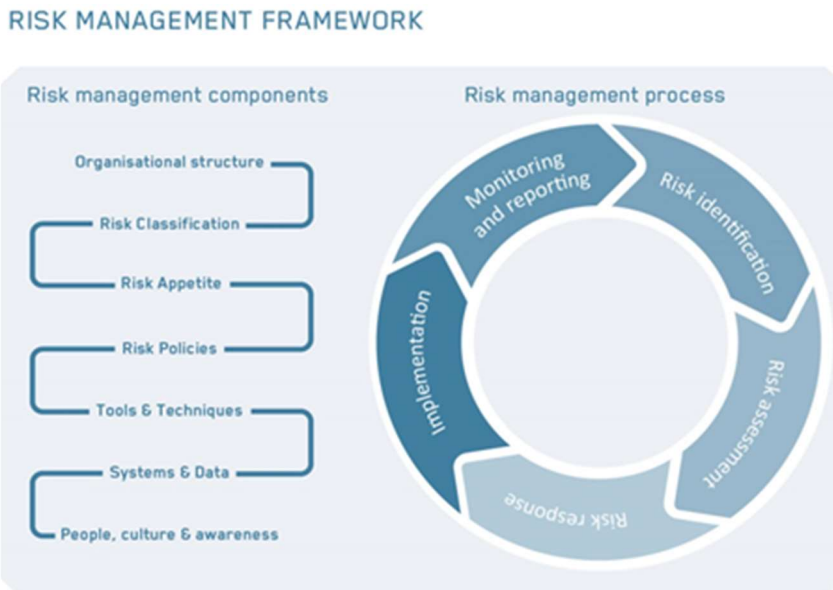 RISK MANAGEMENT FRAMEWORK
Risk management components
Organisational structure
Risk Classification
Risk Appetite
Risk Policies
Tools & Techniques
Systems & Data
People, culture & awareness
Risk management process
Monitoring
and reporting
Risk identification
Risk assessment
Risk response
Implementation